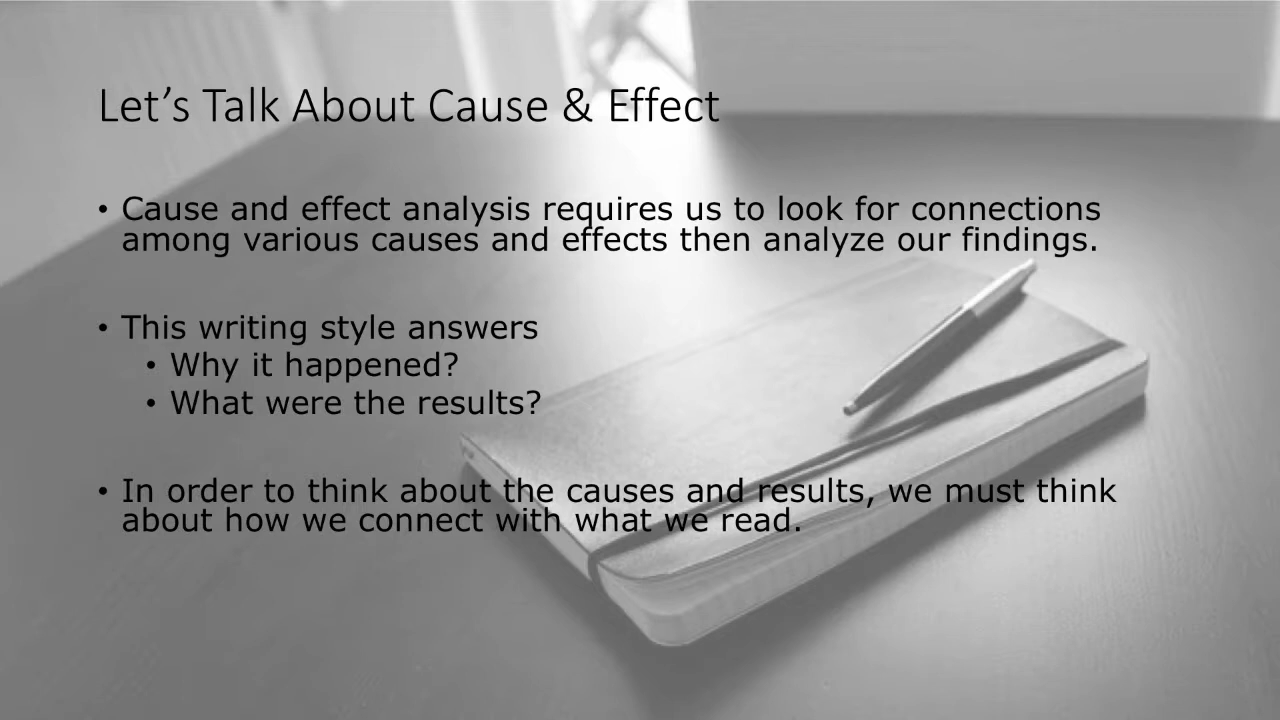 Let’s Talk About Cause & Effect
• Cause and effect analysis requires us to look for connections
among various causes and effects then analyze our findings.
• This writing style answers
• Why it happened?
• What were the results?
• In order to think about the causes and results, we must think
about how we connect with what we read.